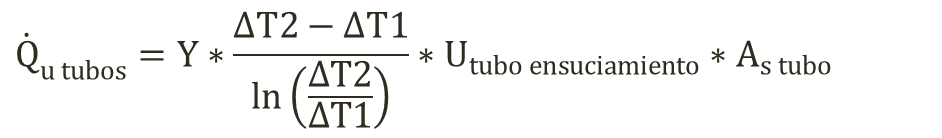 Q̇u tubos = Y * (ΔT2 − ΔT1) / ln(ΔT2/ΔT1) * Utubo ensuciamiento * As tubo